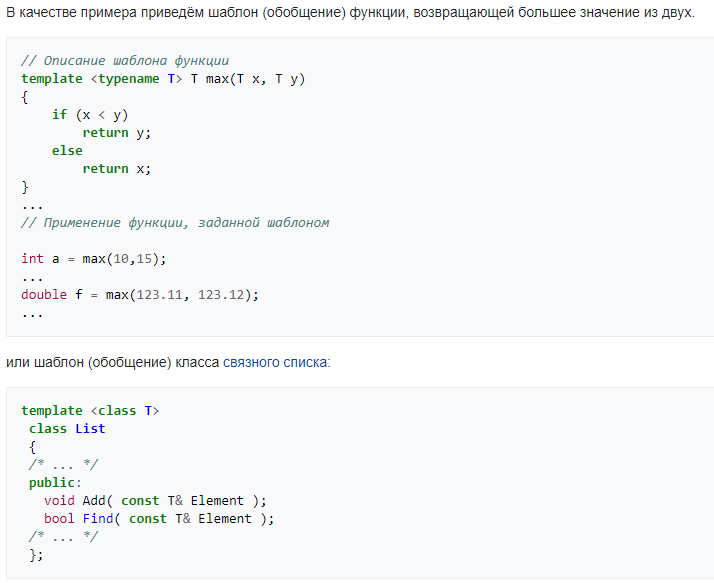 В качестве примера приведём шаблон (обобщение) функции, возвращающей большее значение из двух.
// Описание шаблона функции
template <typename T> T max(T x, T y)
{
    if (x < y)
        return y;
    else
        return x;
}
...
// Применение функции, заданной шаблоном
int a = max(10,15);
...
double f = max(123.11, 123.12);
...
или шаблон (обобщение) класса связного списка:
template <class T>
 class List
 {
 /* ... */
 public:
   void Add( const T& Element );
   bool Find( const T& Element );
 /* ... */
 };